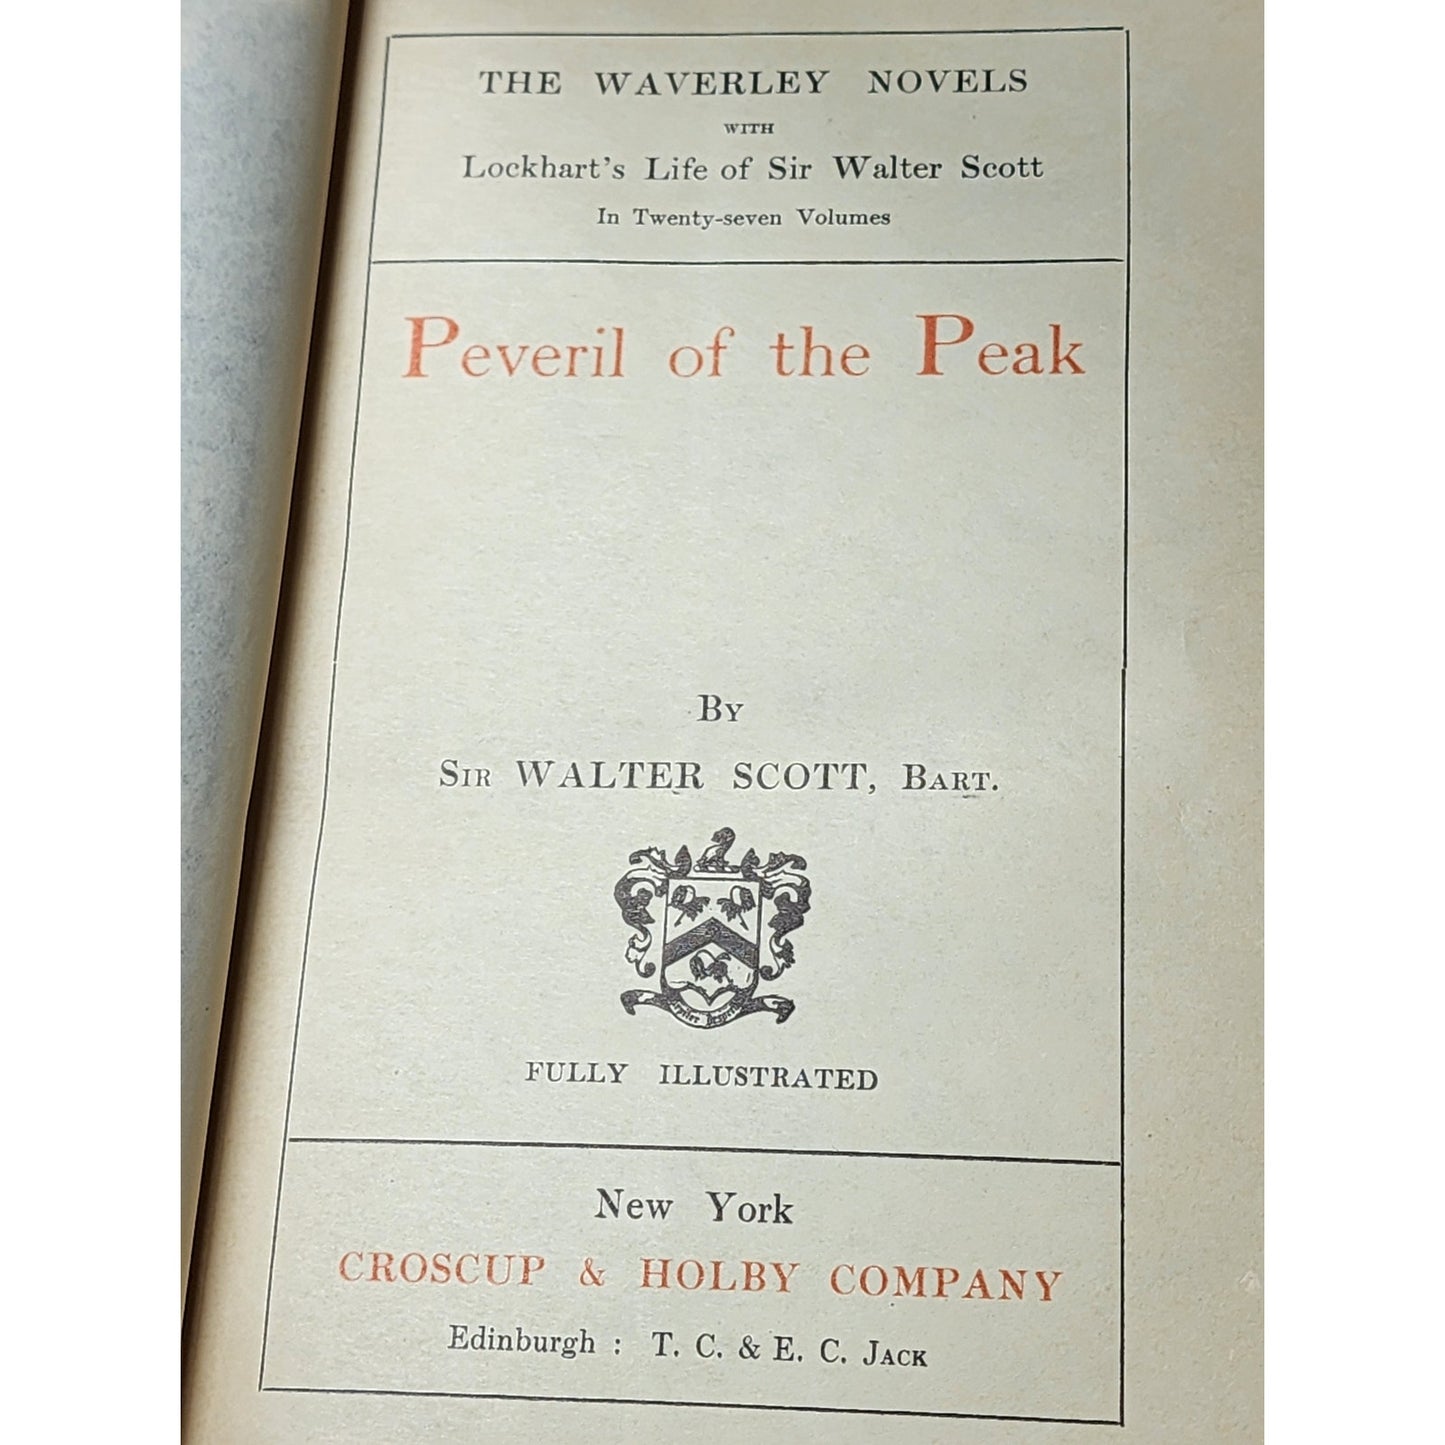 THE WAVERLEY NOVELS
WITH
Lockhart's Life of Sir Walter Scott
In Twenty-seven Volumes
Peveril of the Peak
By
Sir WALTER SCOTT, Bart.
FULLY ILLUSTRATED
New York
CROSCUP & HOLBY COMPANY
Edinburgh : T. C. & E. C. Jack